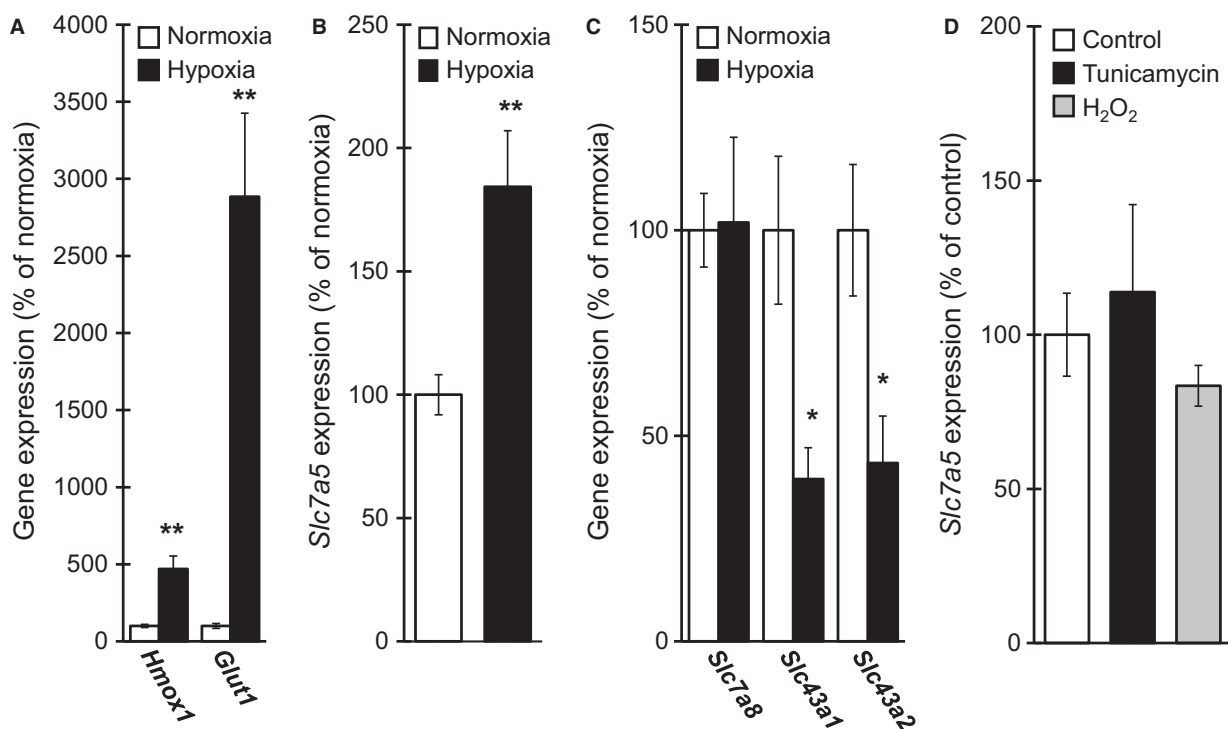 A
Gene expression (% of normoxia)
4000
3500
3000
2500
2000
1500
1000
500
0
Normoxia
Hypoxia
**
**
Hmox1
Glut1
B
Slc7a5 expression (% of normoxia)
250
200
150
100
50
0
Normoxia
Hypoxia
**
C
Gene expression (% of normoxia)
150
100
50
0
Normoxia
Hypoxia
*
*
Slc7a8
Slc43a1
Slc43a2
D
Slc7a5 expression (% of control)
200
150
100
50
0
Control
Tunicamycin
H₂O₂